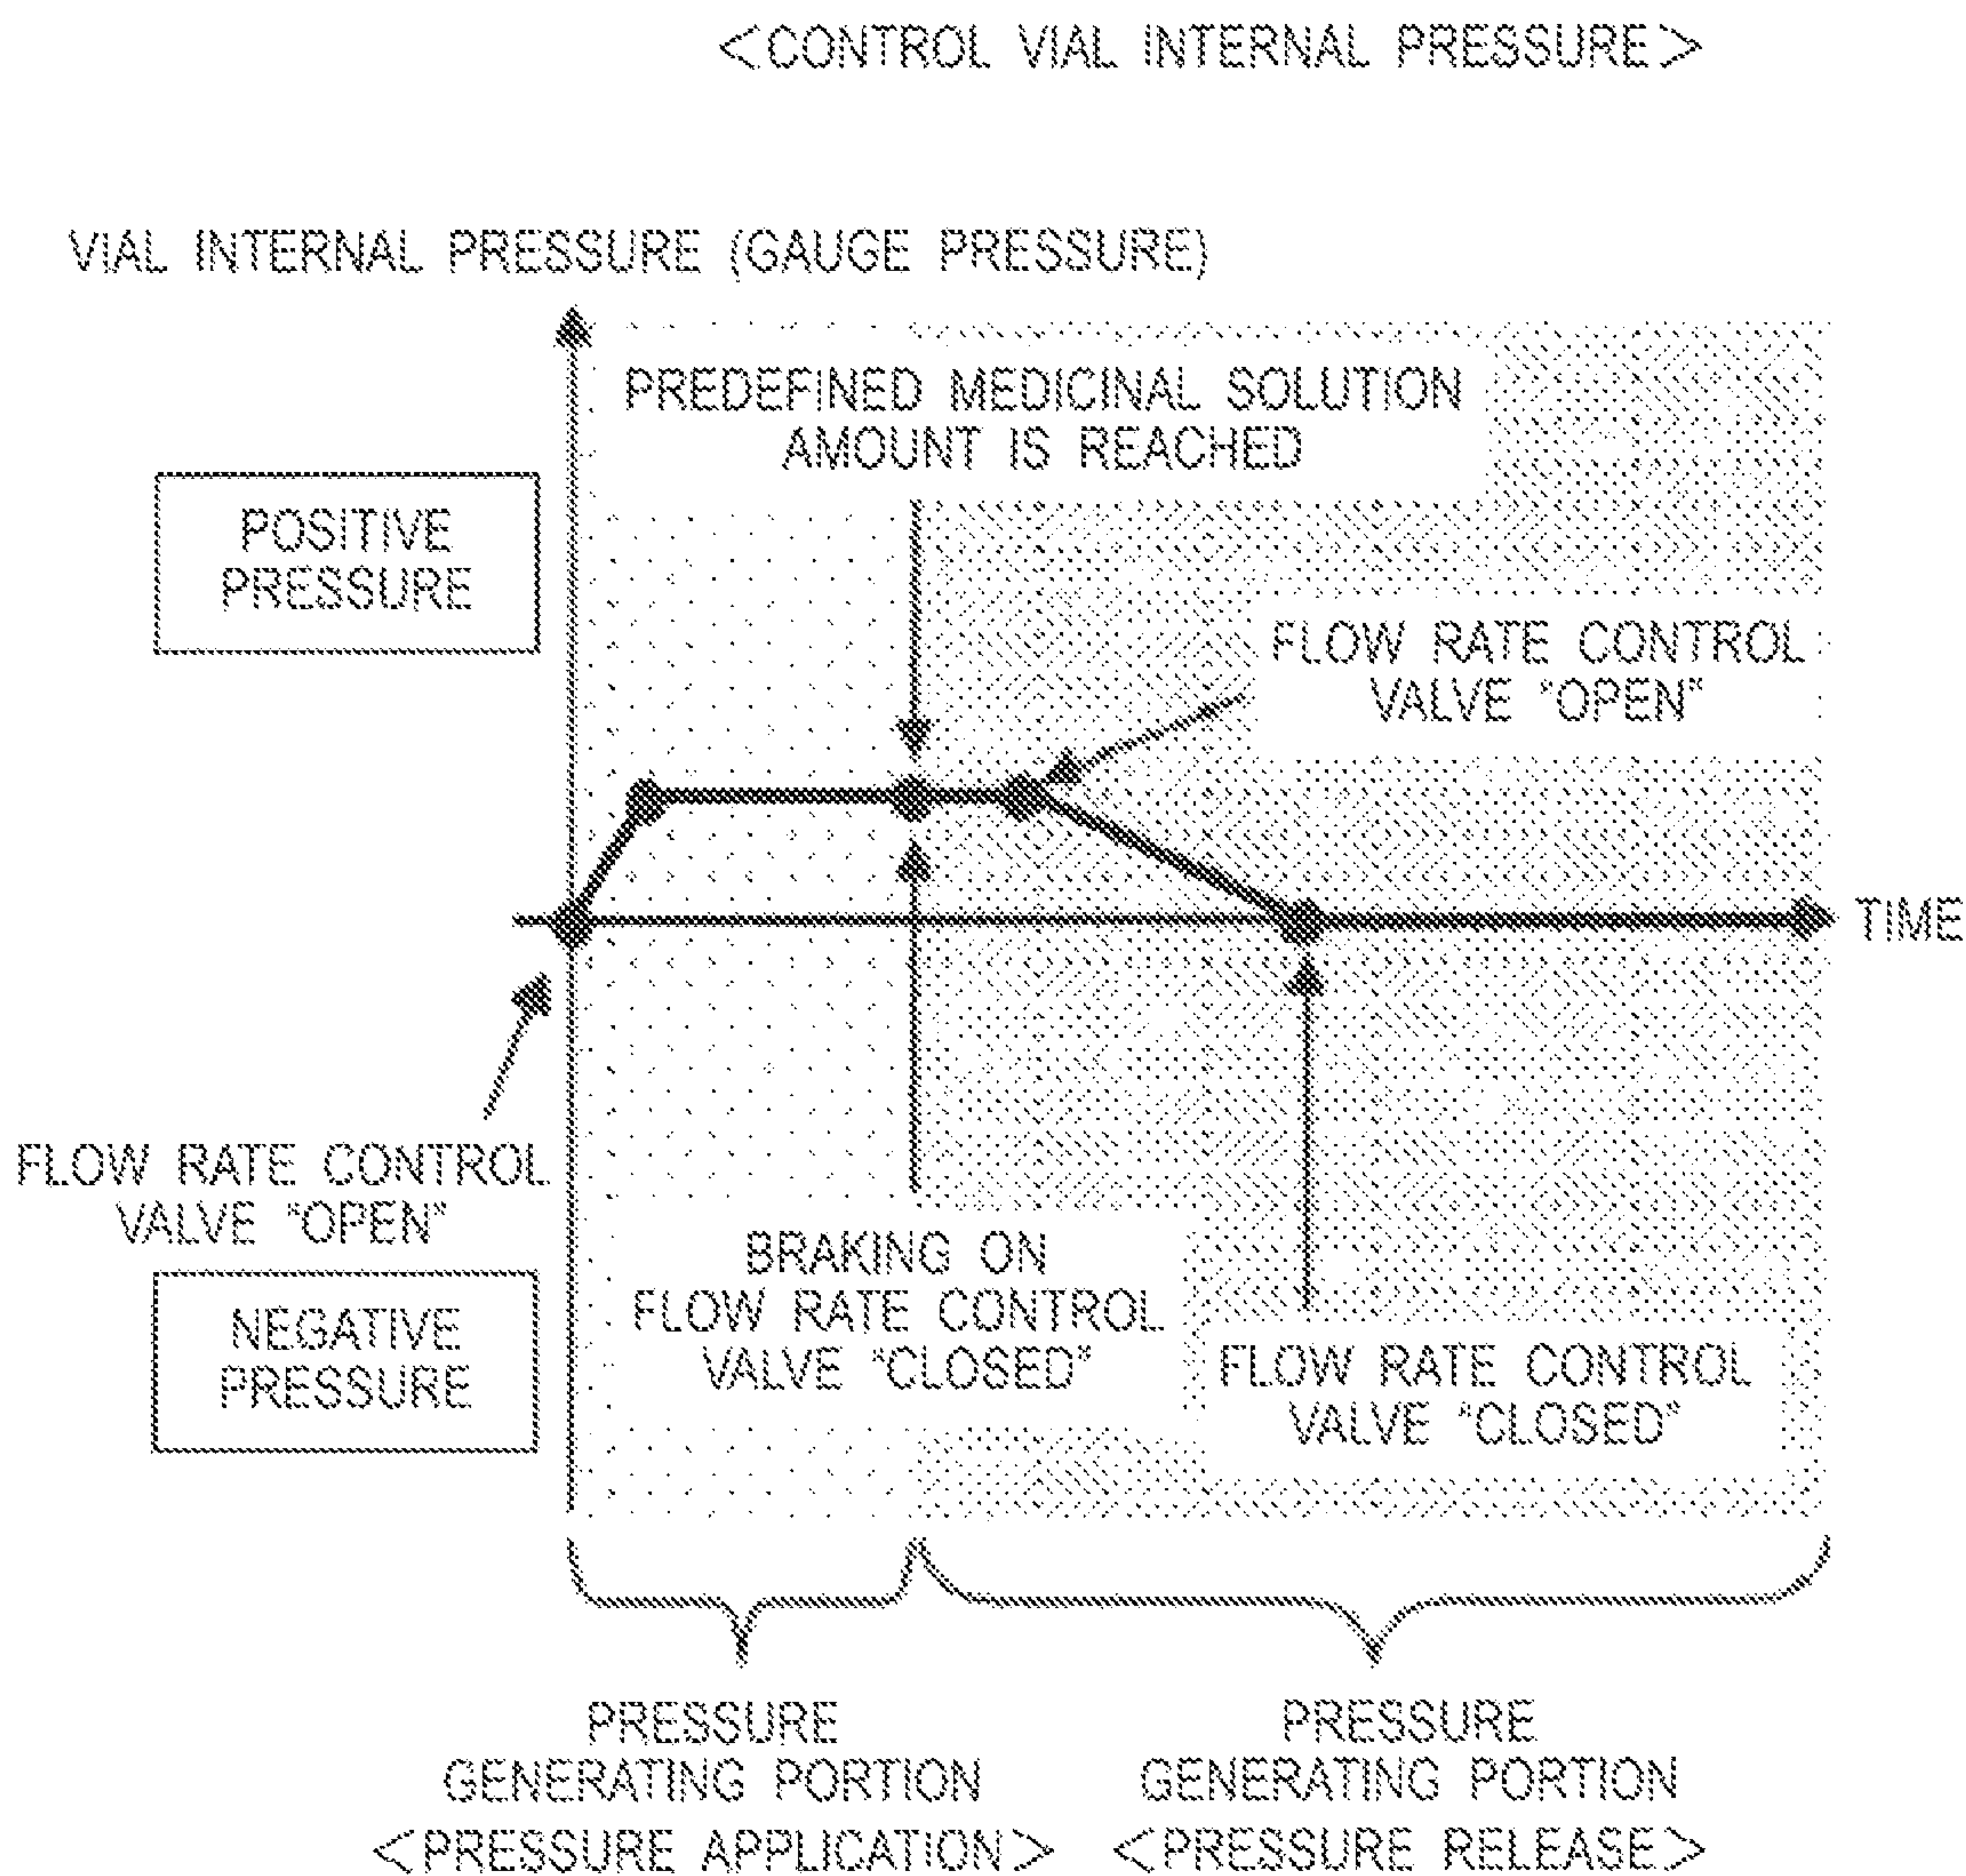 <CONTROL VIAL INTERNAL PRESSURE>
VIAL INTERNAL PRESSURE (GAUGE PRESSURE)
PREDEFINED MEDICINAL SOLUTION
AMOUNT IS REACHED
POSITIVE
PRESSURE
FLOW RATE CONTROL
VALVE "OPEN"
TIME
FLOW RATE CONTROL
VALVE "OPEN"
BRAKING ON
FLOW RATE CONTROL
VALVE "CLOSED"
NEGATIVE
PRESSURE
FLOW RATE CONTROL
VALVE "CLOSED"
PRESSURE
GENERATING PORTION
<PRESSURE APPLICATION>
PRESSURE
GENERATING PORTION
<PRESSURE RELEASE>